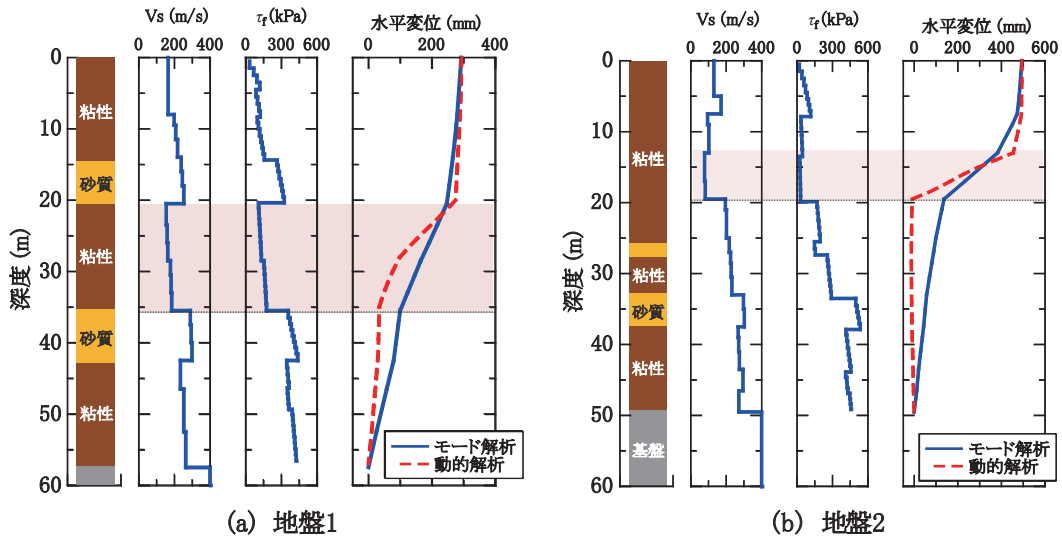 Vs (m/s)
0 200 400
τf (kPa)
0 300 600
水平変位 (mm)
0 200 400
深度 (m)
0
10
20
30
40
50
60
粘性
砂質
粘性
砂質
粘性
モード解析
動的解析
(a) 地盤1
Vs (m/s)
0 200 400
τf (kPa)
0 300 600
水平変位 (mm)
0 200 400 600
深度 (m)
0
10
20
30
40
50
60
粘性
粘性
砂質
粘性
基盤
モード解析
動的解析
(b) 地盤2